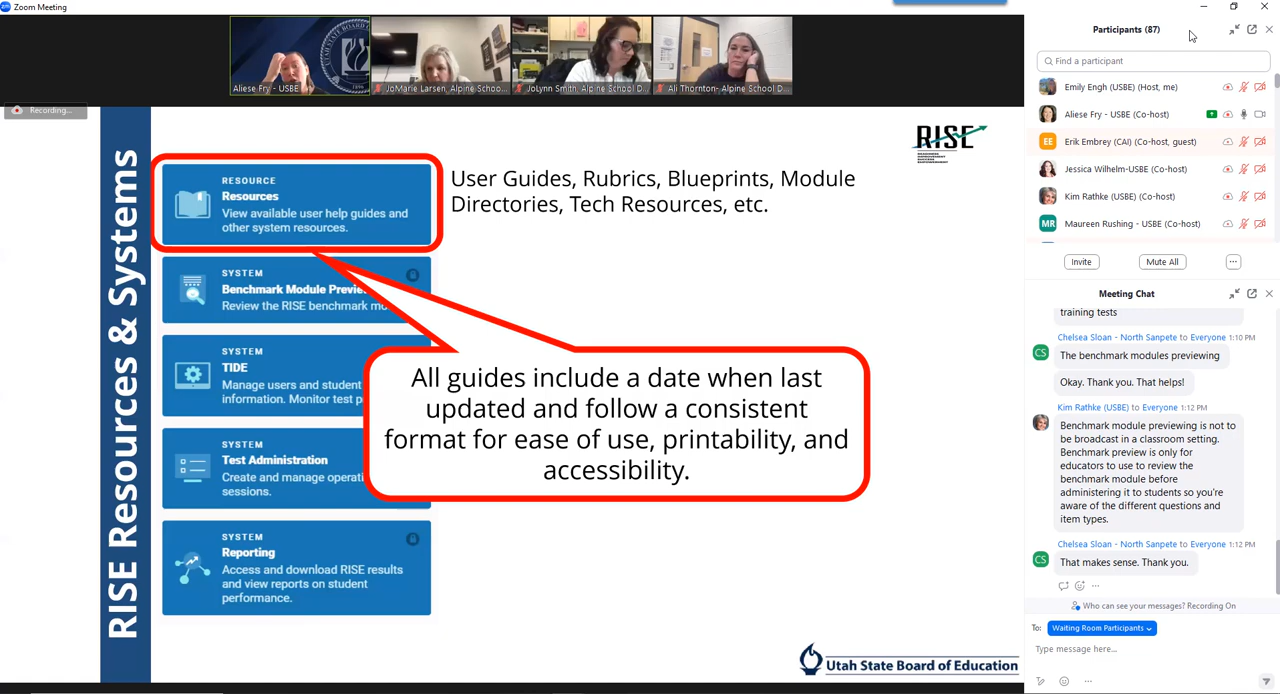 Zoom Meeting
Recording...
Aliese Fry - USBE
JoMarie Larsen, Alpine Schoo...
JoLynn Smith, Alpine School D...
Ali Thornton- Alpine School D...
RISE Resources & Systems
RISE
RESOURCE
Resources
View available user help guides and
other system resources.
User Guides, Rubrics, Blueprints, Module
Directories, Tech Resources, etc.
SYSTEM
Benchmark Module Previe
Review the RISE benchmark mo
SYSTEM
TIDE
Manage users and student
information. Monitor test p
SYSTEM
Test Administration
Create and manage operati
sessions.
SYSTEM
Reporting
Access and download RISE results
and view reports on student
performance.
All guides include a date when last
updated and follow a consistent
format for ease of use, printability, and
accessibility.
Utah State Board of Education
Participants (87)
Find a participant
Emily Engh (USBE) (Host, me)
Aliese Fry - USBE (Co-host)
EE
Erik Embrey (CAI) (Co-host, guest)
Jessica Wilhelm-USBE (Co-host)
Kim Rathke (USBE) (Co-host)
MR
Maureen Rushing - USBE (Co-host)
Invite
Mute All
...
Meeting Chat
training tests
Chelsea Sloan - North Sanpete to Everyone 1:10 PM
CS
The benchmark modules previewing
Okay. Thank you. That helps!
Kim Rathke (USBE) to Everyone 1:12 PM
Benchmark module previewing is not to
be broadcast in a classroom setting.
Benchmark preview is only for
educators to use to review the
benchmark module before
administering it to students so you're
aware of the different questions and
item types.
Chelsea Sloan - North Sanpete to Everyone 1:12 PM
CS
That makes sense. Thank you.
Who can see your messages? Recording On
To: Waiting Room Participants
Type message here...